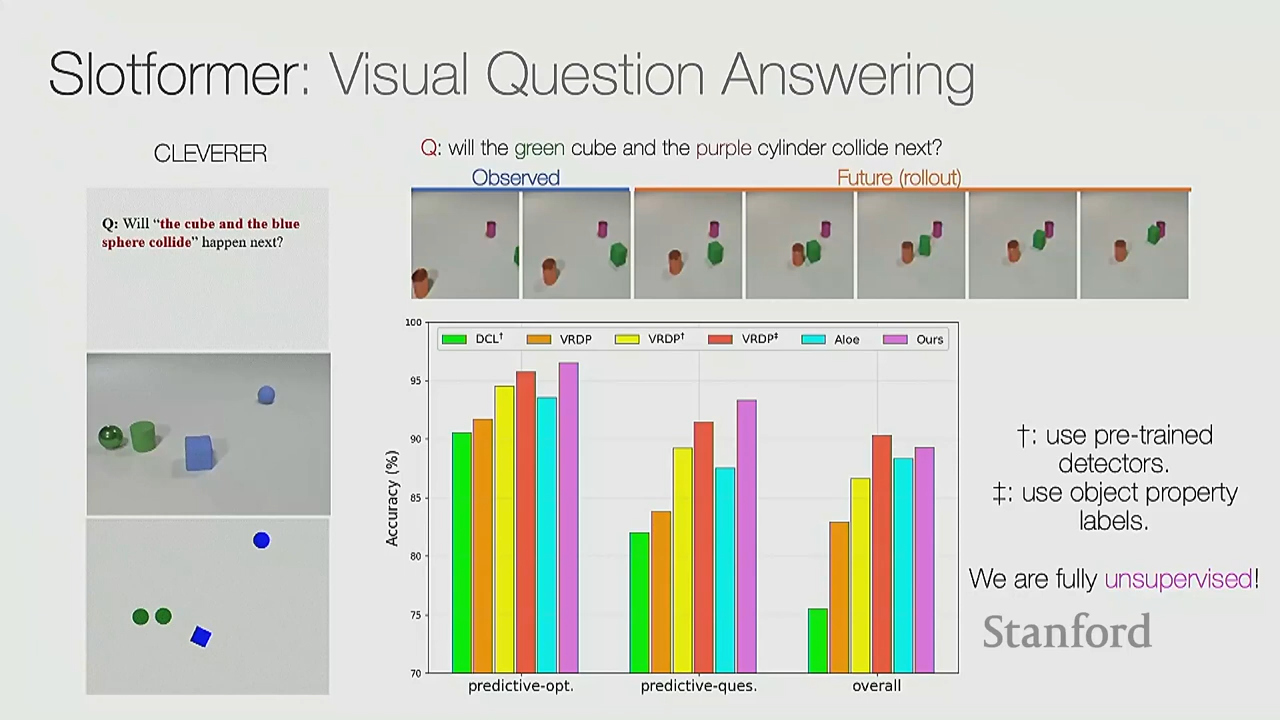 Slotformer: Visual Question Answering
CLEVERER
Q: Will “the cube and the blue
sphere collide” happen next?
Q: will the green cube and the purple cylinder collide next?
Observed
Future (rollout)
DCL†
VRDP
VRDP†
VRDP‡
Aloe
Ours
Accuracy (%)
100
95
90
85
80
75
70
predictive-opt.
predictive-ques.
overall
†: use pre-trained
detectors.
‡: use object property
labels.
We are fully unsupervised!
Stanford